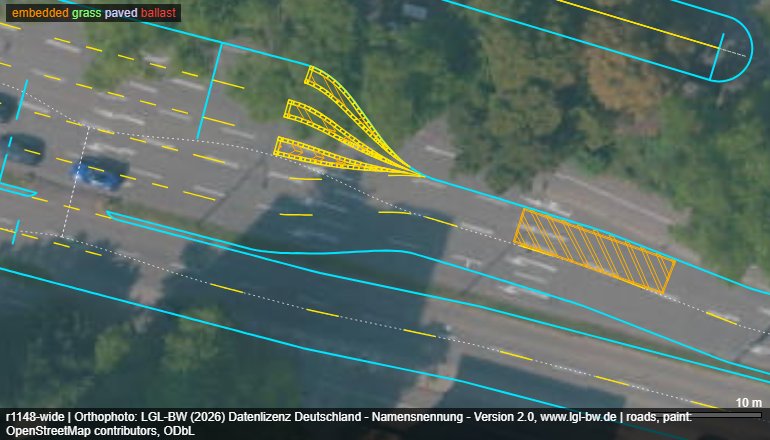 embedded grass paved ballast
10 m
r1148-wide | Orthophoto: LGL-BW (2026) Datenlizenz Deutschland - Namensnennung - Version 2.0, www.lgl-bw.de | roads, paint:
OpenStreetMap contributors, ODbL